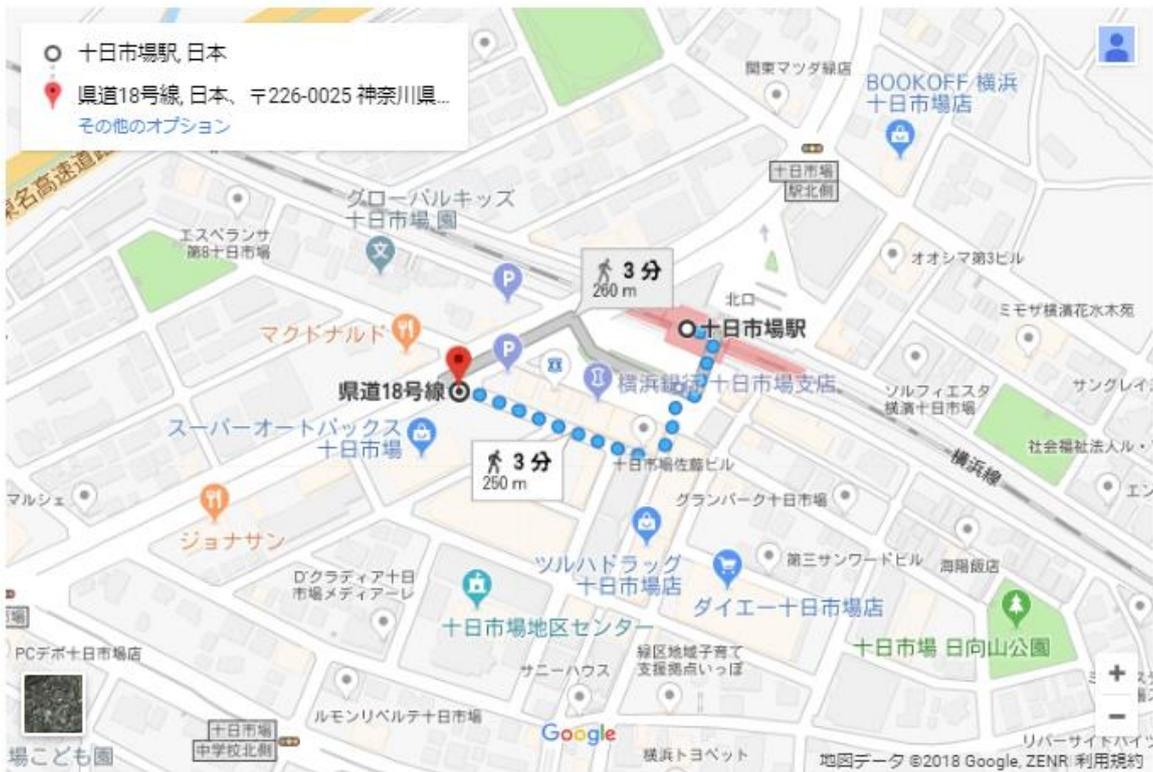 十日市場駅, 日本
県道18号線, 日本、 〒226-0025 神奈川県...
その他のオプション
東名高速道路
関東マツダ緑店
BOOKOFF 横浜
十日市場店
十日市場
駅北側
グローバルキッズ
十日市場園
エスペランサ
第8十日市場
3 分
260 m
北口
オオシマ第3ビル
十日市場駅
ミモザ横濱花水木苑
マクドナルド
県道18号線
横浜銀行 十日市場支店
ソルフィエスタ
横濱十日市場
サングレイ
スーパーオートバックス
十日市場
社会福祉法人ル・
3 分
250 m
十日市場佐藤ビル
横浜線
マルシェ
グランパーク十日市場
エン
ジョナサン
ツルハドラッグ
十日市場店
第三サンワードビル
海陽飯店
D'クラディア十日
市場メディアーレ
ダイエー十日市場店
十日市場地区センター
十日市場 日向山公園
PCデポ十日市場店
サニーハウス
緑区地域子育て
支援拠点いっぽ
ルモンリベルテ十日市場
十日市場
中学校北側
Google
横浜トヨペット
リバーサイドハイツ
場こども園
地図データ ©2018 Google, ZENRI 利用規約